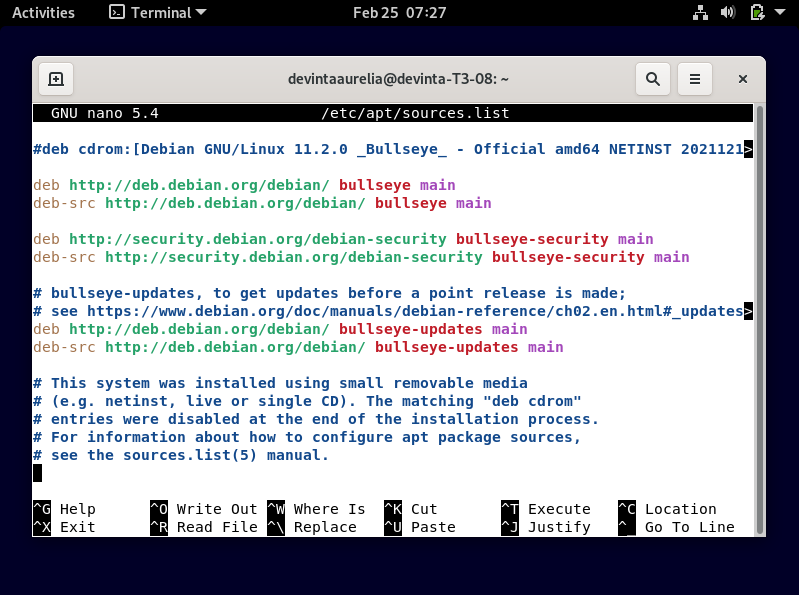 Activities Terminal Feb 25 07:27
devintaaurelia@devinta-T3-08: ~
GNU nano 5.4 /etc/apt/sources.list
#deb cdrom:[Debian GNU/Linux 11.2.0 _Bullseye_ - Official amd64 NETINST 2021121>
deb http://deb.debian.org/debian/ bullseye main
deb-src http://deb.debian.org/debian/ bullseye main
deb http://security.debian.org/debian-security bullseye-security main
deb-src http://security.debian.org/debian-security bullseye-security main
# bullseye-updates, to get updates before a point release is made;
# see https://www.debian.org/doc/manuals/debian-reference/ch02.en.html#_updates>
deb http://deb.debian.org/debian/ bullseye-updates main
deb-src http://deb.debian.org/debian/ bullseye-updates main
# This system was installed using small removable media
# (e.g. netinst, live or single CD). The matching "deb cdrom"
# entries were disabled at the end of the installation process.
# For information about how to configure apt package sources,
# see the sources.list(5) manual.
^G Help ^O Write Out ^W Where Is ^K Cut ^T Execute ^C Location
^X Exit ^R Read File ^\ Replace ^U Paste ^J Justify ^_ Go To Line